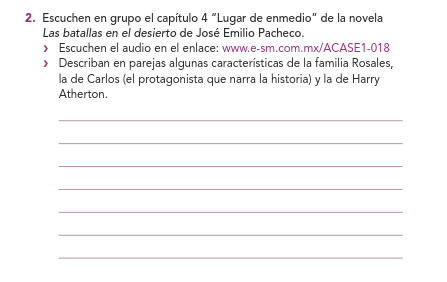 2. Escuchen en grupo el capítulo 4 “Lugar de enmedio” de la novela
Las batallas en el desierto de José Emilio Pacheco.
› Escuchen el audio en el enlace: www.e-sm.com.mx/ACASE1-018
› Describan en parejas algunas características de la familia Rosales,
la de Carlos (el protagonista que narra la historia) y la de Harry
Atherton.